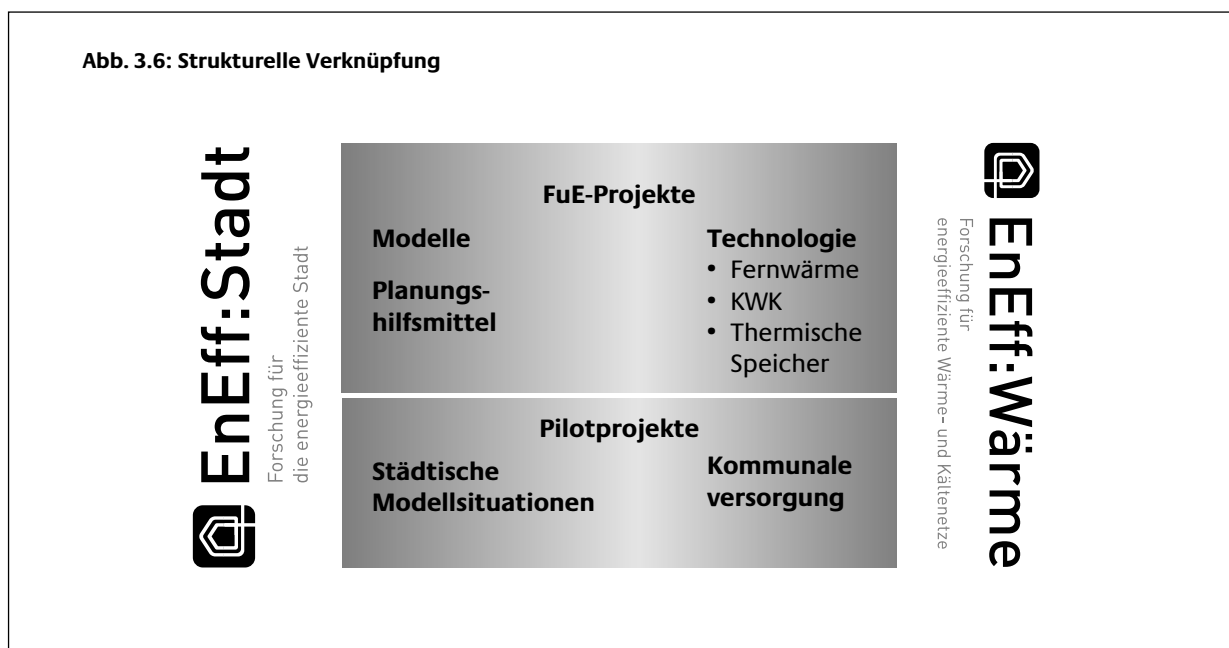 Abb. 3.6: Strukturelle Verknüpfung
EnEff:Stadt
Forschung für
die energieeffiziente Stadt
FuE-Projekte
Modelle
Planungs-
hilfsmittel
Technologie
• Fernwärme
• KWK
• Thermische
Speicher
Pilotprojekte
Städtische
Modellsituationen
Kommunale
versorgung
EnEff:Wärme
Forschung für
energieeffiziente Wärme- und Kältenetze